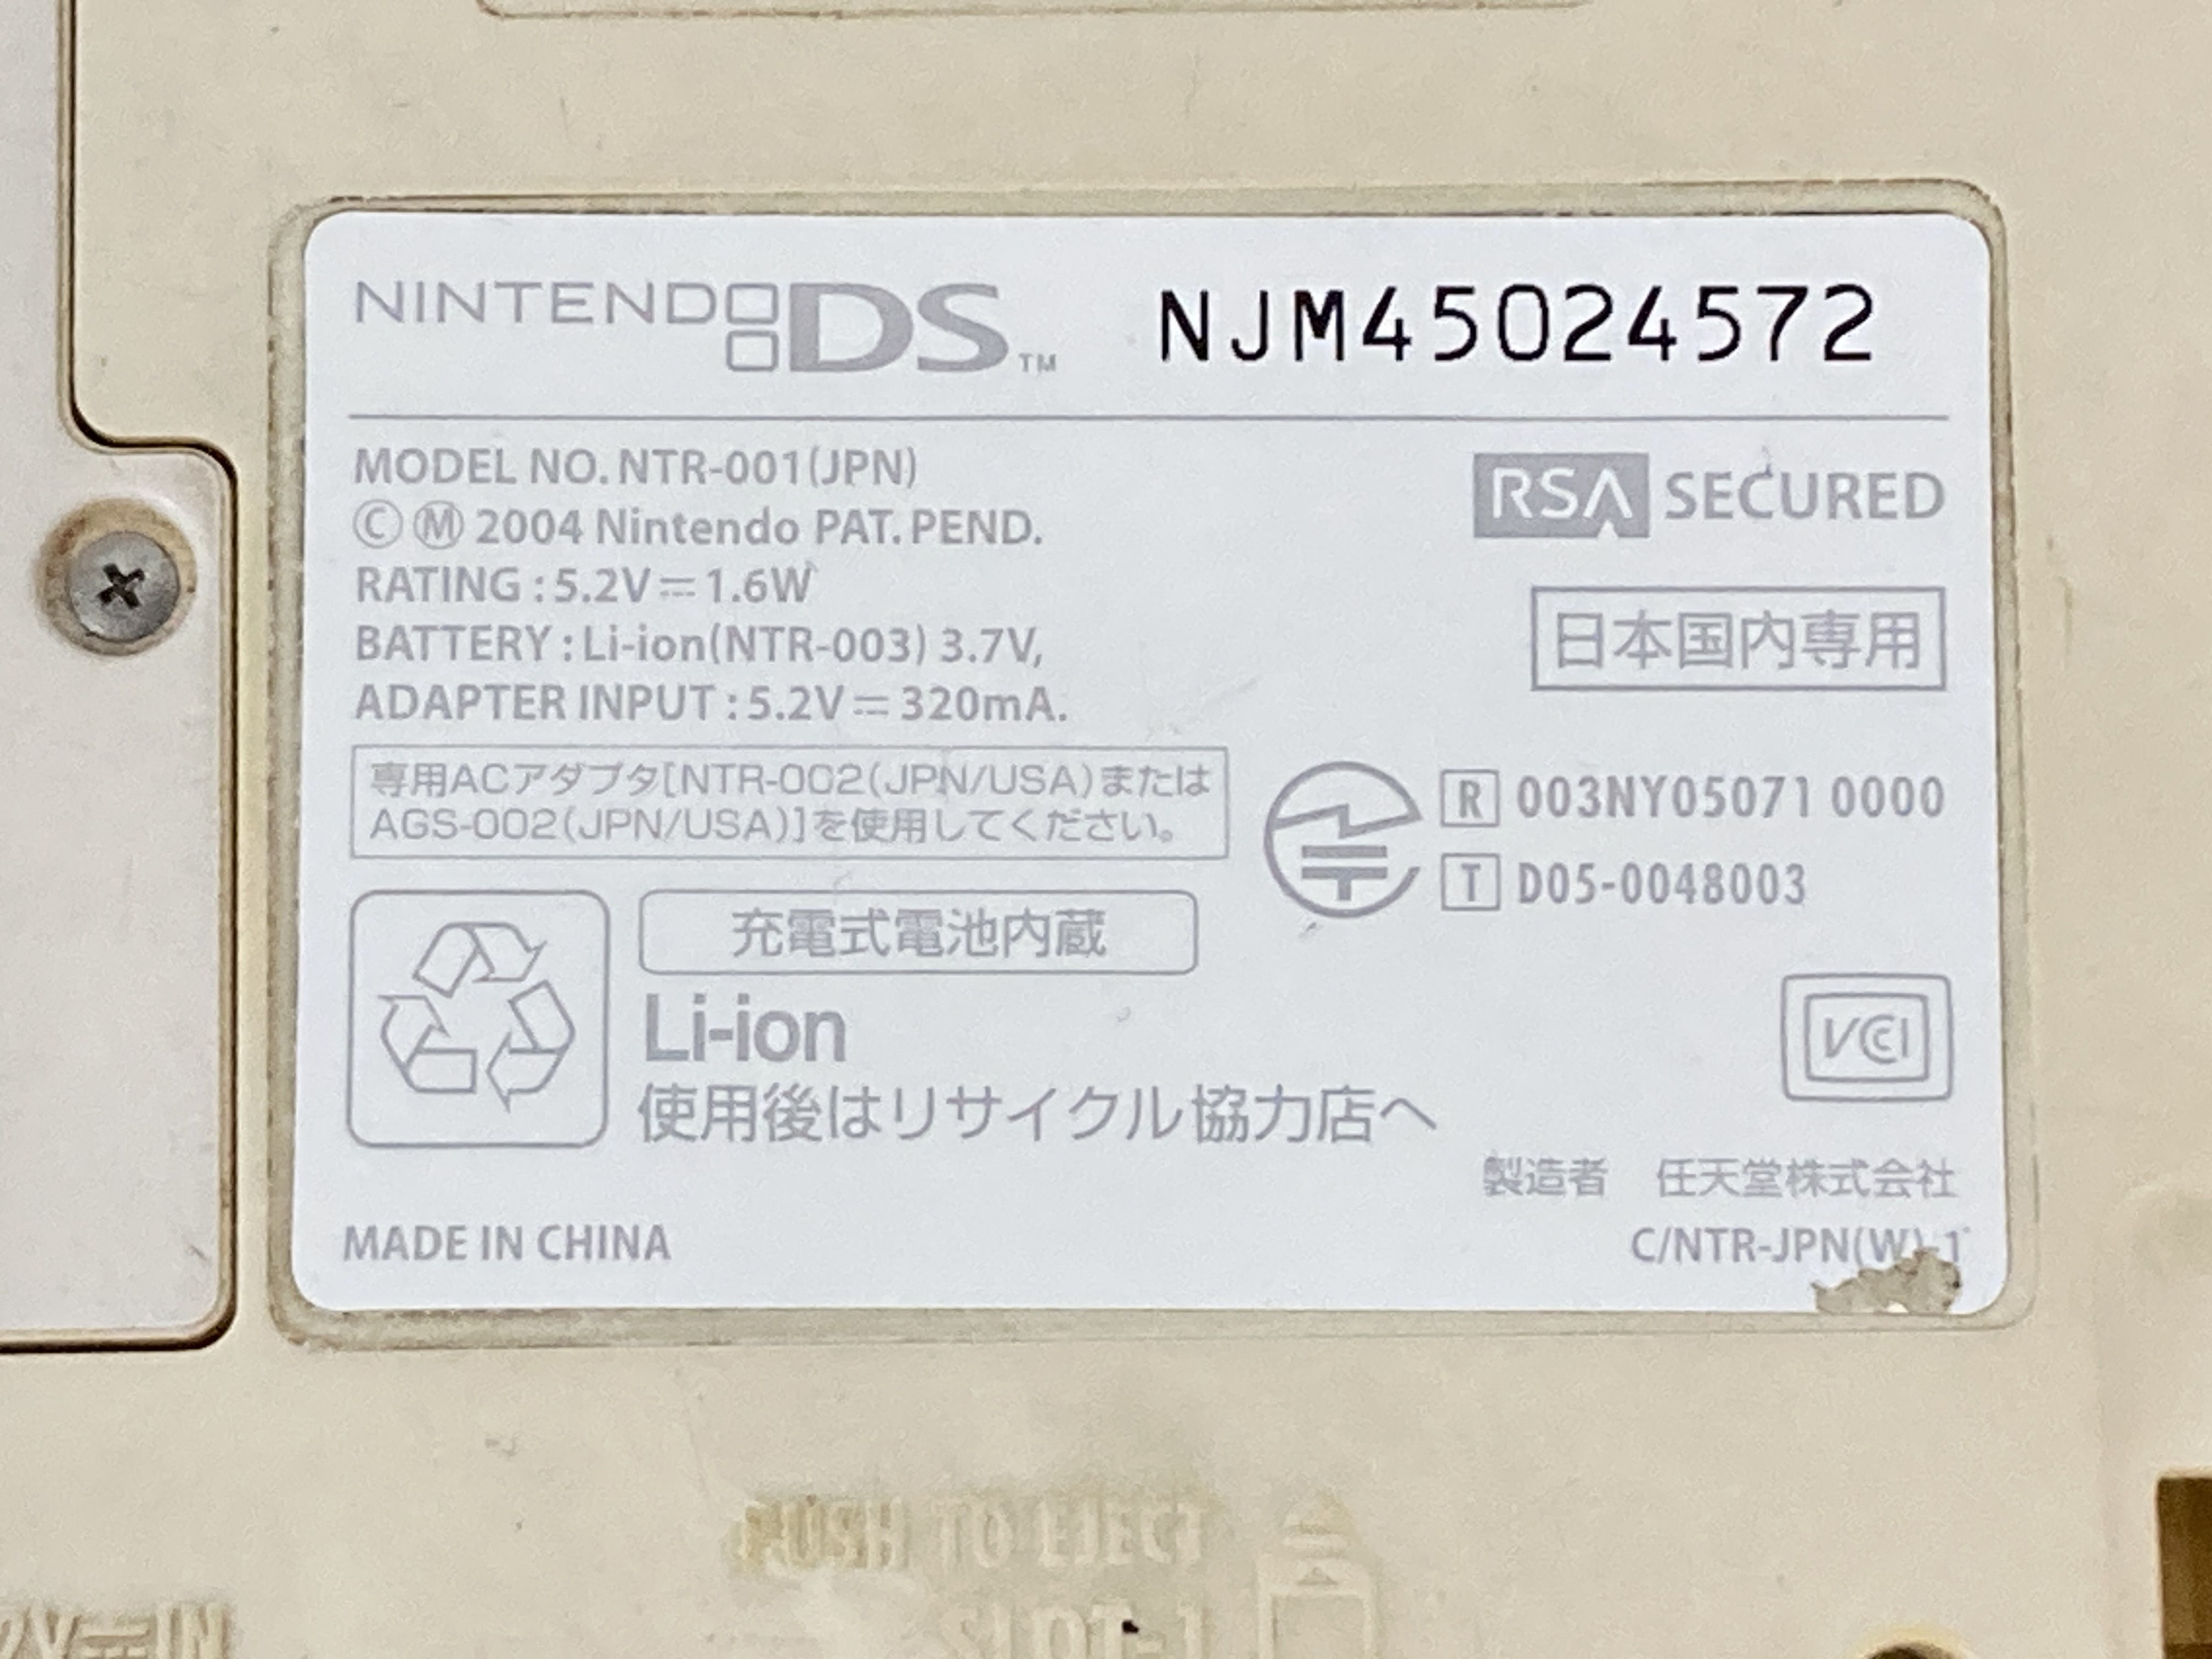 NINTENDO DS™ NJM45024572
MODEL NO. NTR-001(JPN)
Ⓒ Ⓜ 2004 Nintendo PAT. PEND.
RATING : 5.2V⎓1.6W
BATTERY : Li-ion(NTR-003) 3.7V,
ADAPTER INPUT : 5.2V⎓320mA.
RSA SECURED
日本国内専用
専用ACアダプタ[NTR-002(JPN/USA)または
AGS-002(JPN/USA)]を使用してください。
R 003NY05071 0000
T D05-0048003
充電式電池内蔵
Li-ion
使用後はリサイクル協力店へ
VCCI
製造者 任天堂株式会社
MADE IN CHINA
C/NTR-JPN(W)-1
PUSH TO EJECT
SLOT-1
2V⎓IN